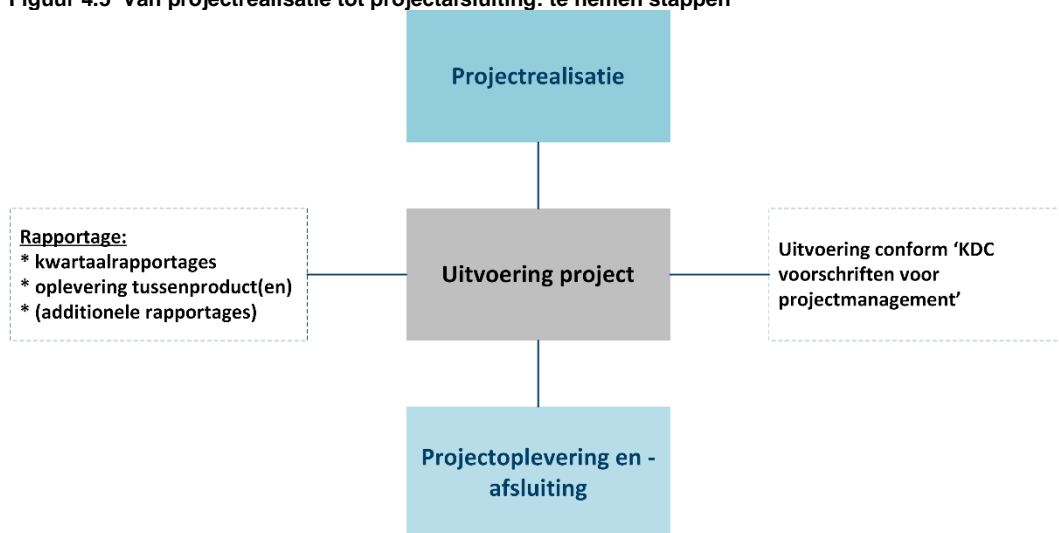 Figuur 4.5 Van projectrealisatie tot projectafsluiting: te nemen stappen
Projectrealisatie
Rapportage:
* kwartaalrapportages
* oplevering tussenproduct(en)
* (additionele rapportages)
Uitvoering project
Uitvoering conform ‘KDC
voorschriften voor
projectmanagement’
Projectoplevering en -
afsluiting